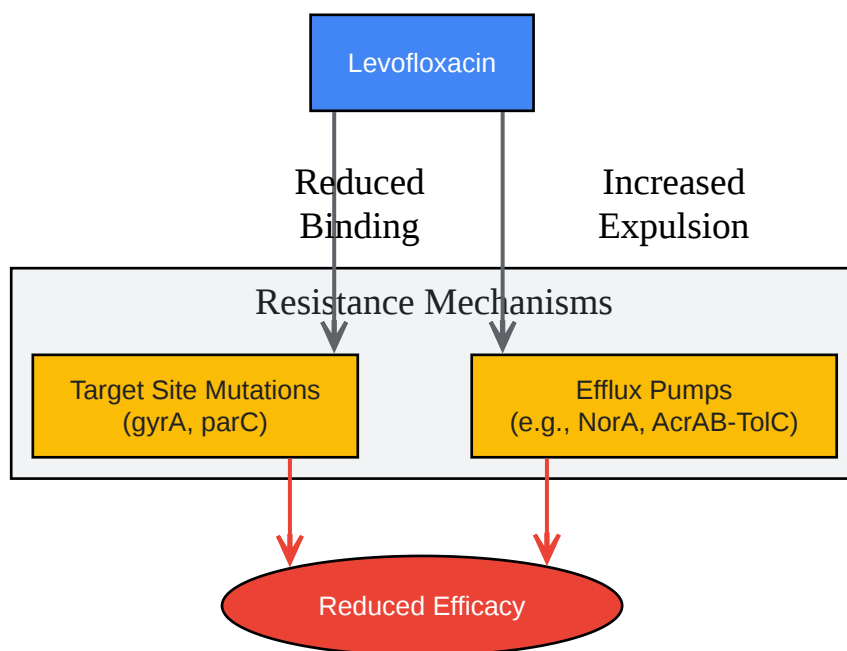 Levofloxacin
Reduced
Binding
Increased
Expulsion
Resistance Mechanisms
Target Site Mutations
(gyrA, parC)
Efflux Pumps
(e.g., NorA, AcrAB-TolC)
Reduced Efficacy